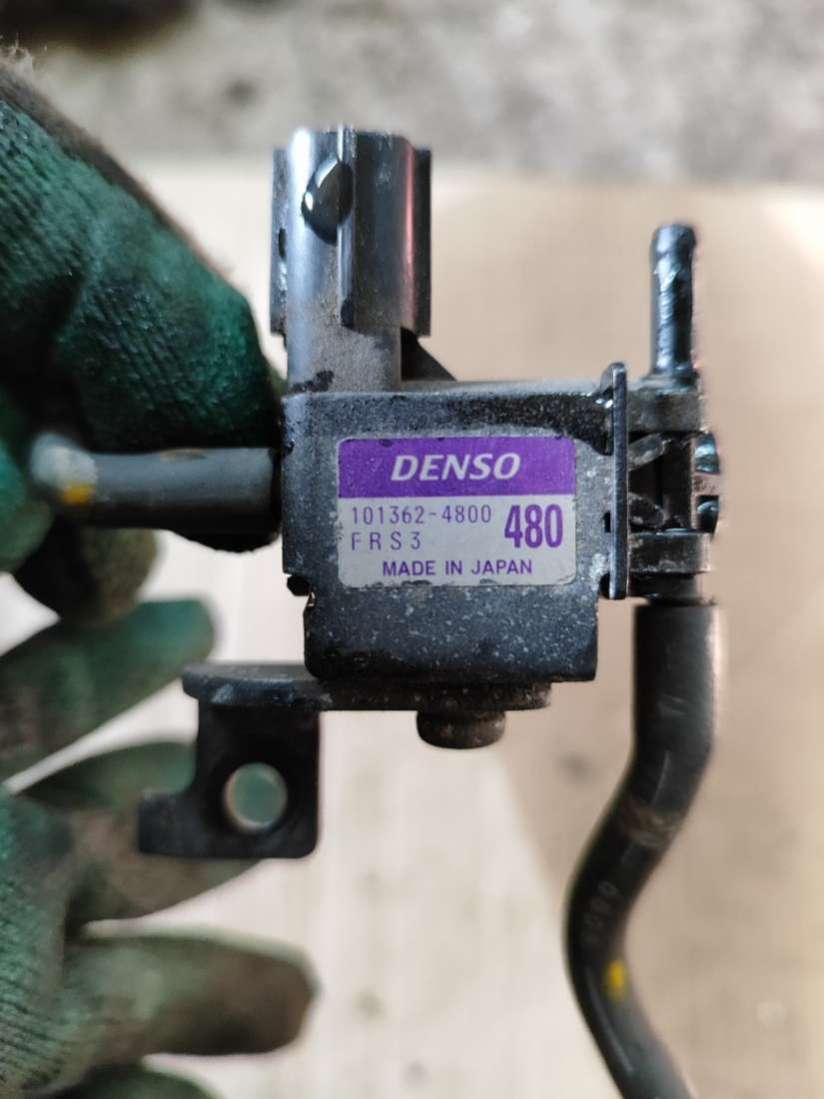 DENSO
101362-4800
FRS3 480
MADE IN JAPAN